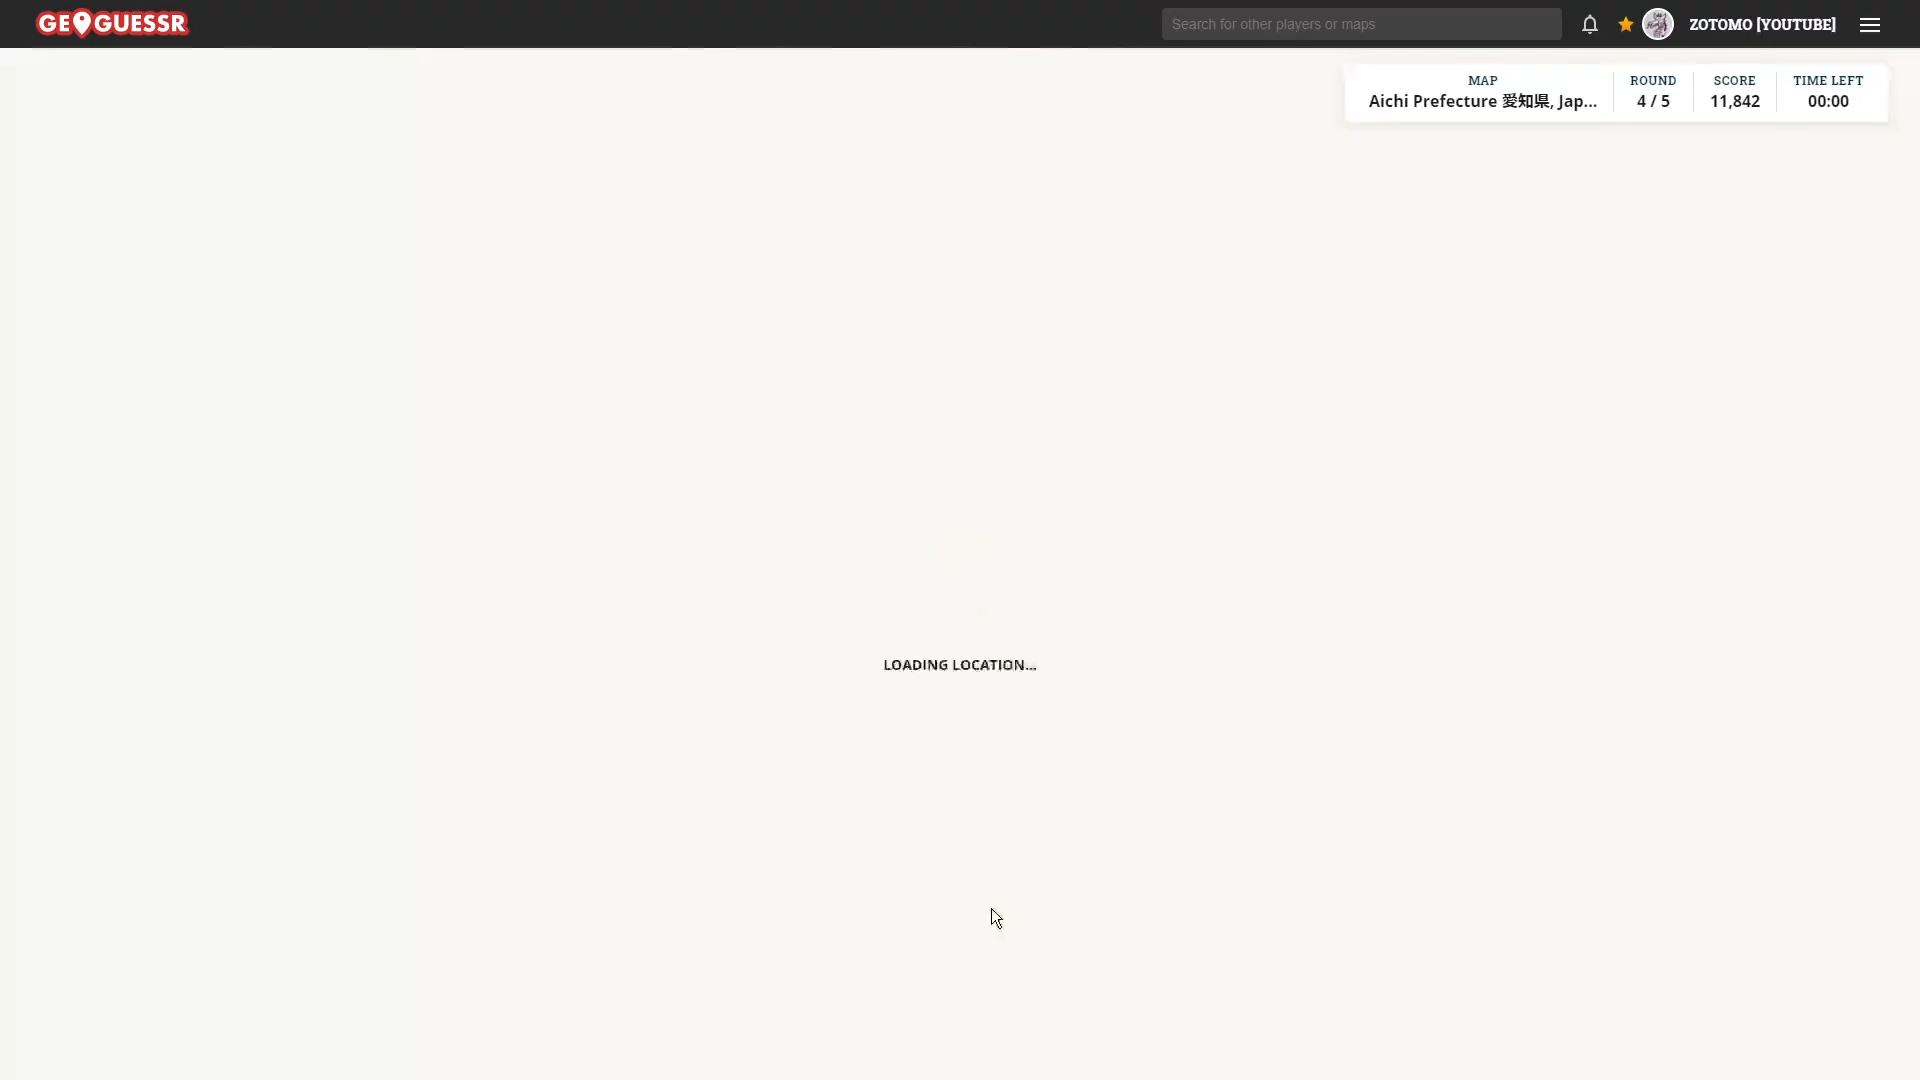 GEOGUESSR
Search for other players or maps
ZOTOMO [YOUTUBE]
MAP
Aichi Prefecture 愛知県, Jap...
ROUND
4 / 5
SCORE
11,842
TIME LEFT
00:00
LOADING LOCATION...